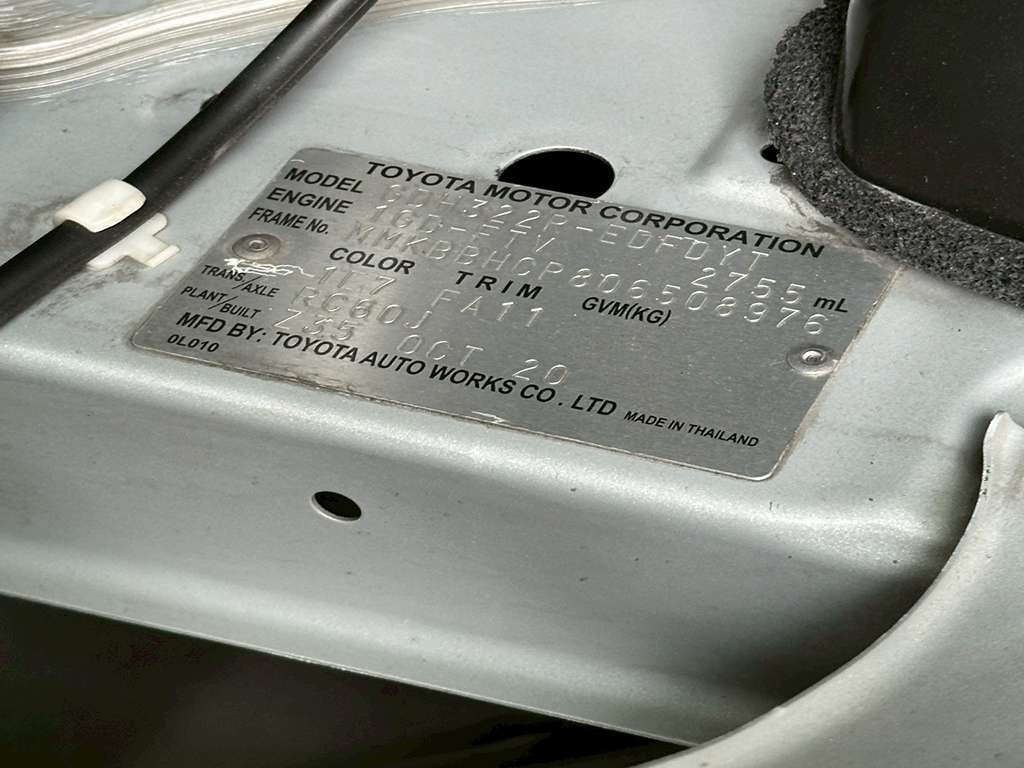 TOYOTA MOTOR CORPORATION
MODEL GDH322R-EDFDYT
ENGINE 1GD-FTV 2755 mL
FRAME No. MMKBBHCP806508376
COLOR TRIM GVM(KG)
1E7 FA11
TRANS/AXLE RC60J
PLANT/BUILT Z35 OCT 20
MFD BY: TOYOTA AUTO WORKS CO . LTD MADE IN THAILAND
0L010